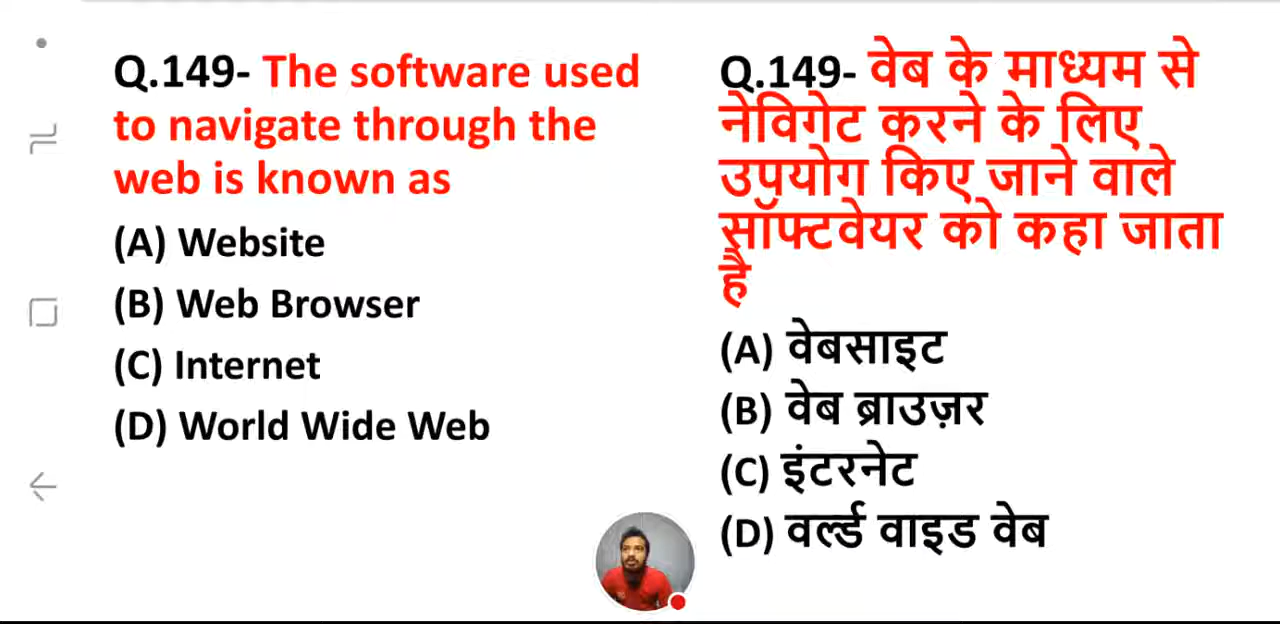 Q.149- The software used
to navigate through the
web is known as
(A) Website
(B) Web Browser
(C) Internet
(D) World Wide Web
Q.149- वेब के माध्यम से
नेविगेट करने के लिए
उपयोग किए जाने वाले
सॉफ्टवेयर को कहा जाता
है
(A) वेबसाइट
(B) वेब ब्राउज़र
(C) इंटरनेट
(D) वर्ल्ड वाइड वेब